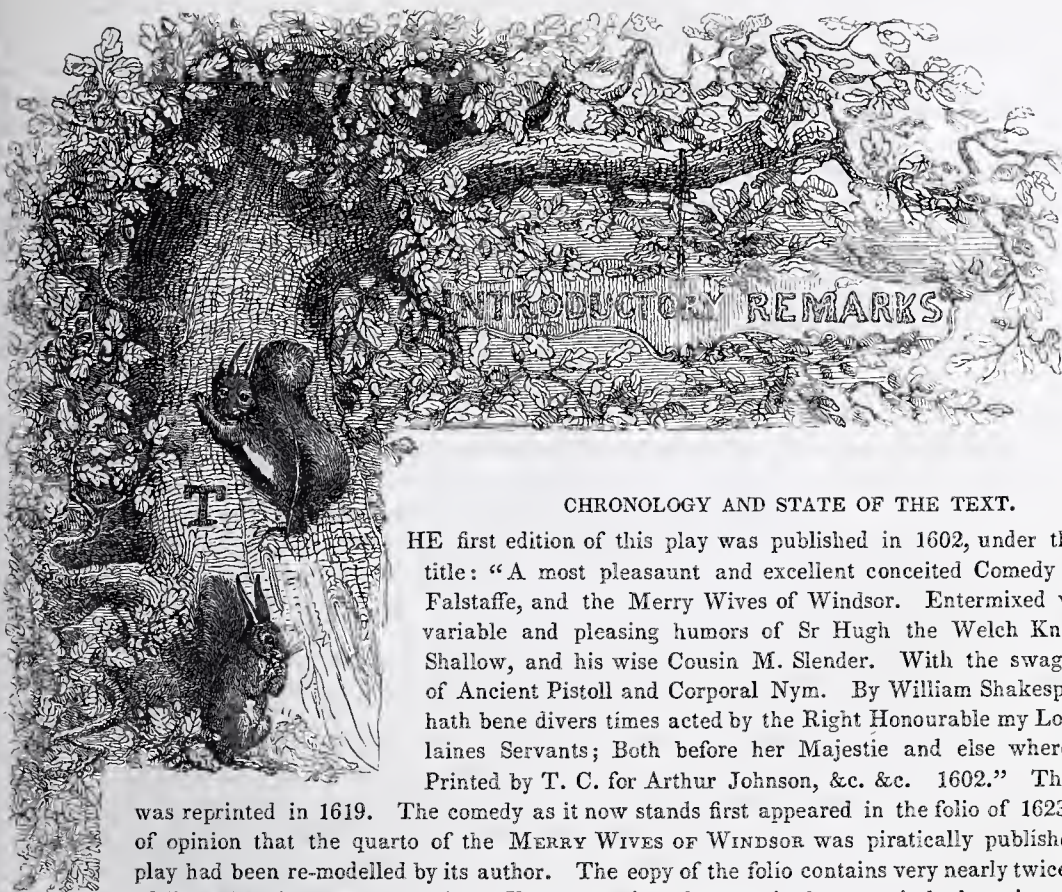 INTRODUCTORY REMARKS
CHRONOLOGY AND STATE OF THE TEXT.
THE first edition of this play was published in 1602, under th
title: “A most pleasaunt and excellent conceited Comedy
Falstaffe, and the Merry Wives of Windsor. Entermixed
variable and pleasing humors of Sr Hugh the Welch Kn
Shallow, and his wise Cousin M. Slender. With the swag
of Ancient Pistoll and Corporal Nym. By William Shakesp
hath bene divers times acted by the Right Honourable my Lo
laines Servants; Both before her Majestie and else wher
Printed by T. C. for Arthur Johnson, &c. &c. 1602.” Th
was reprinted in 1619. The comedy as it now stands first appeared in the folio of 1623
of opinion that the quarto of the MERRY WIVES OF WINDSOR was piratically publish
play had been re-modelled by its author. The copy of the folio contains very nearly twice